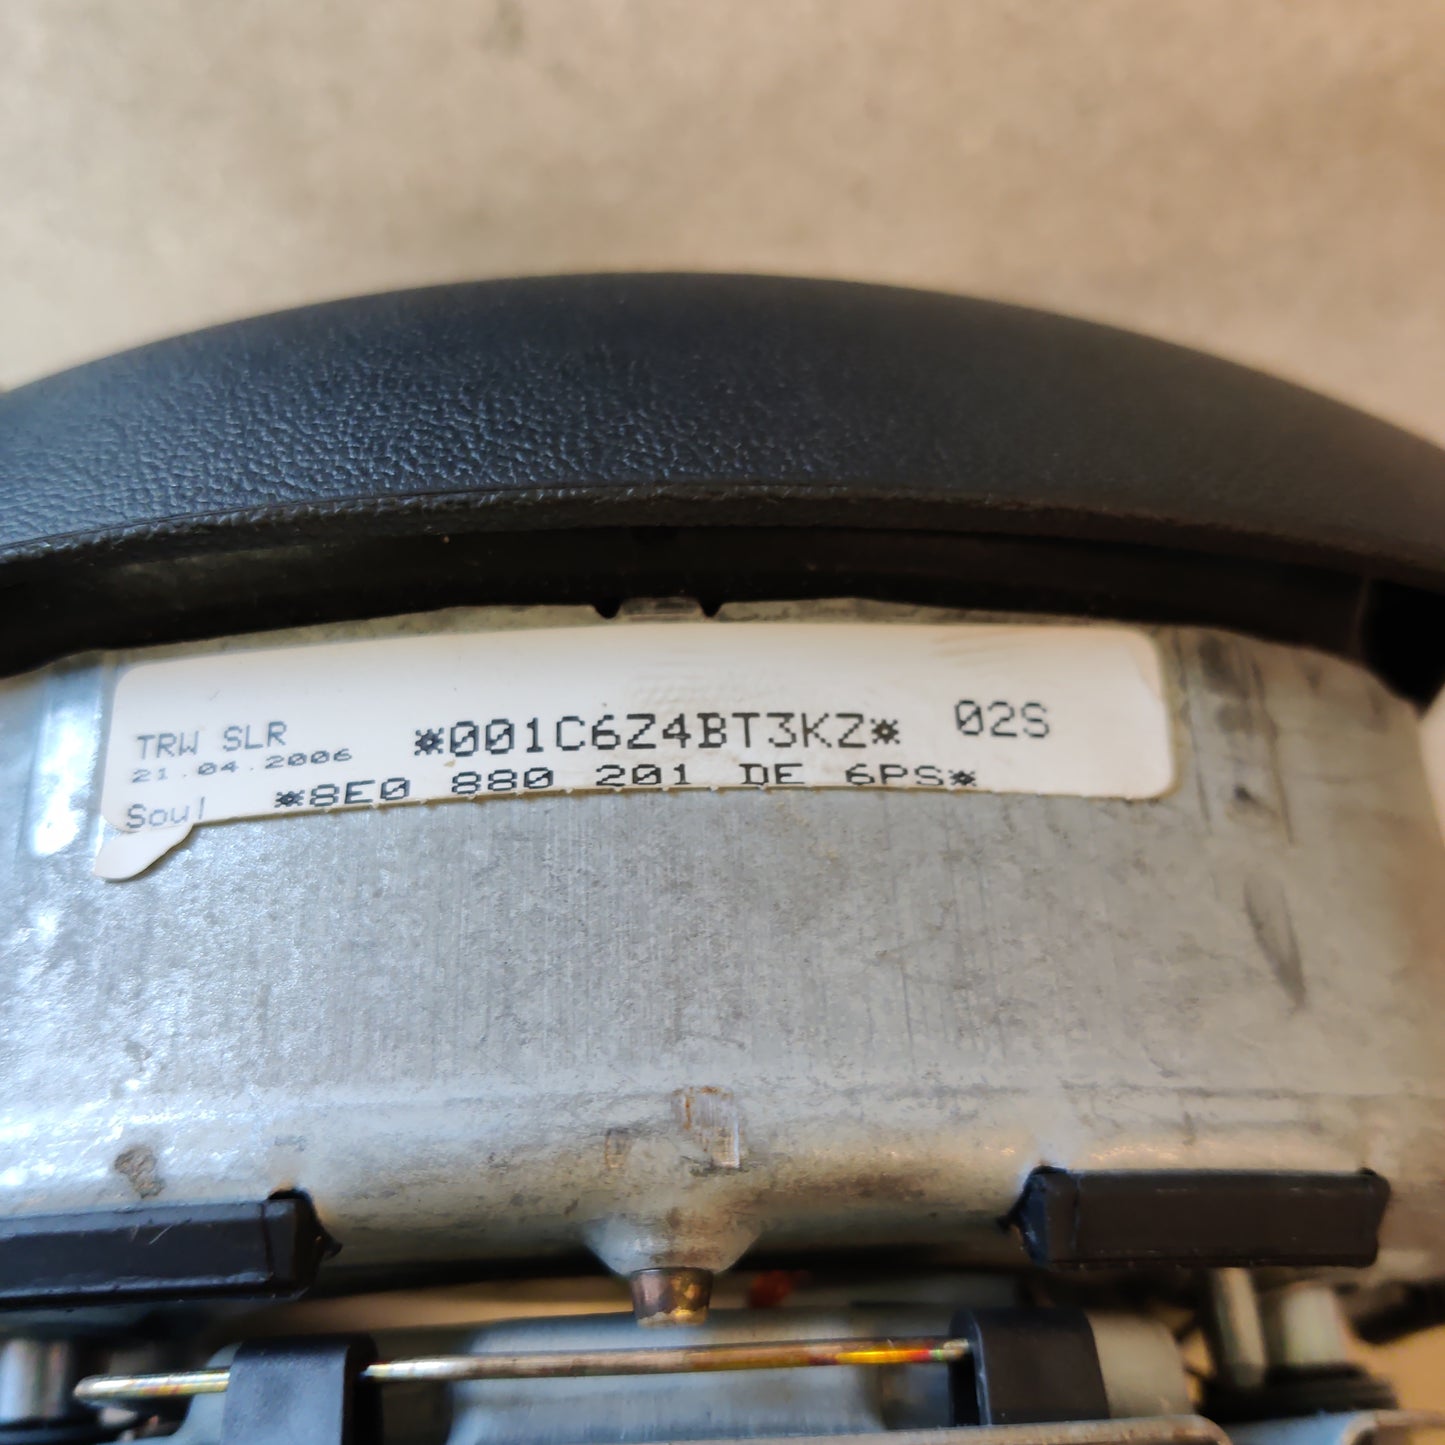 TRW SLR *001C6Z4BT3KZ* 02S
21.04.2006
Soul *8E0 880 201 DE 6PS*